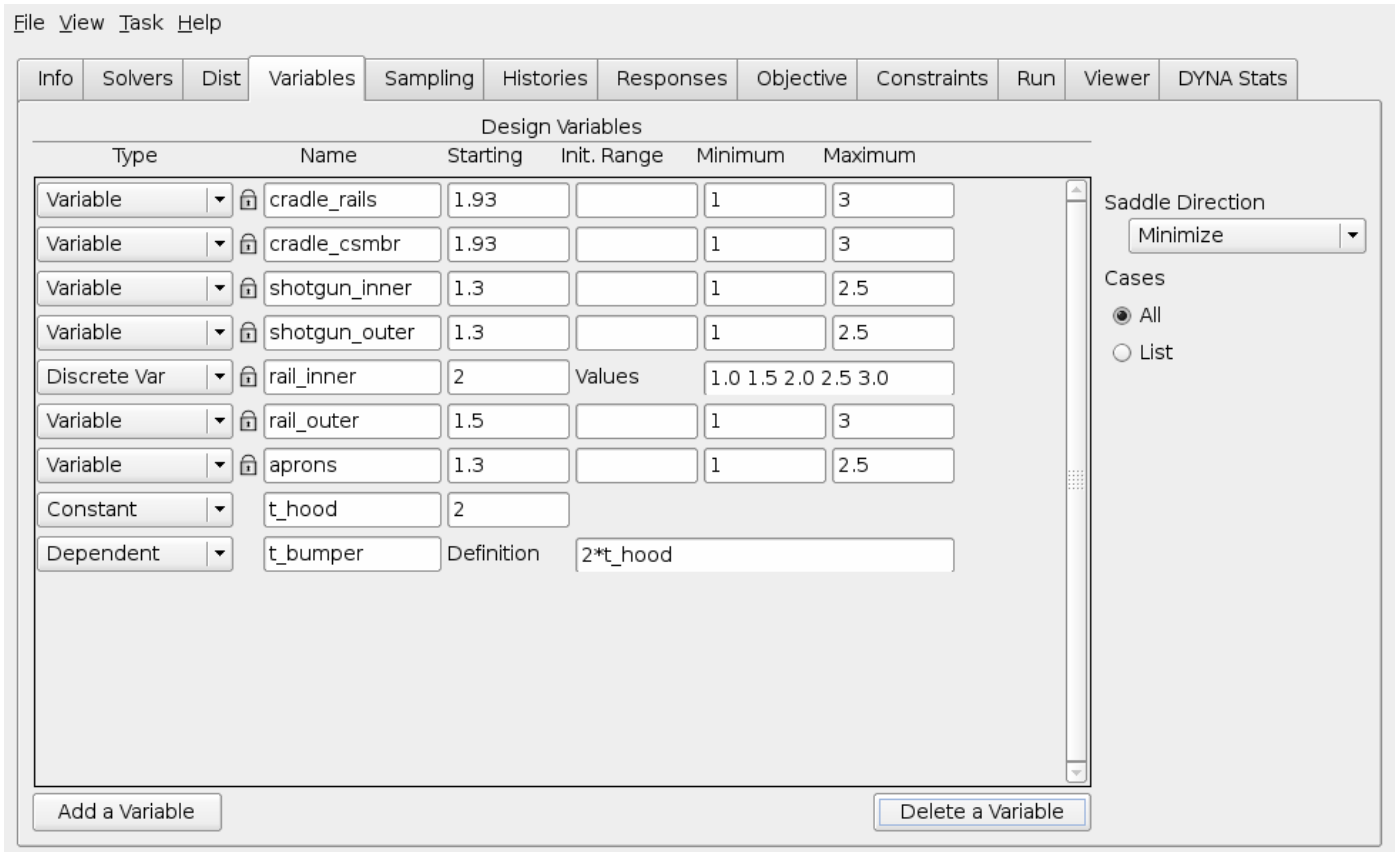 File View Task Help
Info Solvers Dist Variables Sampling Histories Responses Objective Constraints Run Viewer DYNA Stats
Design Variables
Type Name Starting Init. Range Minimum Maximum
Variable cradle_rails 1.93 1 3
Saddle Direction
Variable cradle_csmbr 1.93 1 3
Minimize
Cases
Variable shotgun_inner 1.3 1 2.5
All
Variable shotgun_outer 1.3 1 2.5
List
Discrete Var rail_inner 2 Values 1.0 1.5 2.0 2.5 3.0
Variable rail_outer 1.5 1 3
Variable aprons 1.3 1 2.5
Constant t_hood 2
Dependent t_bumper Definition 2*t_hood
Add a Variable Delete a Variable